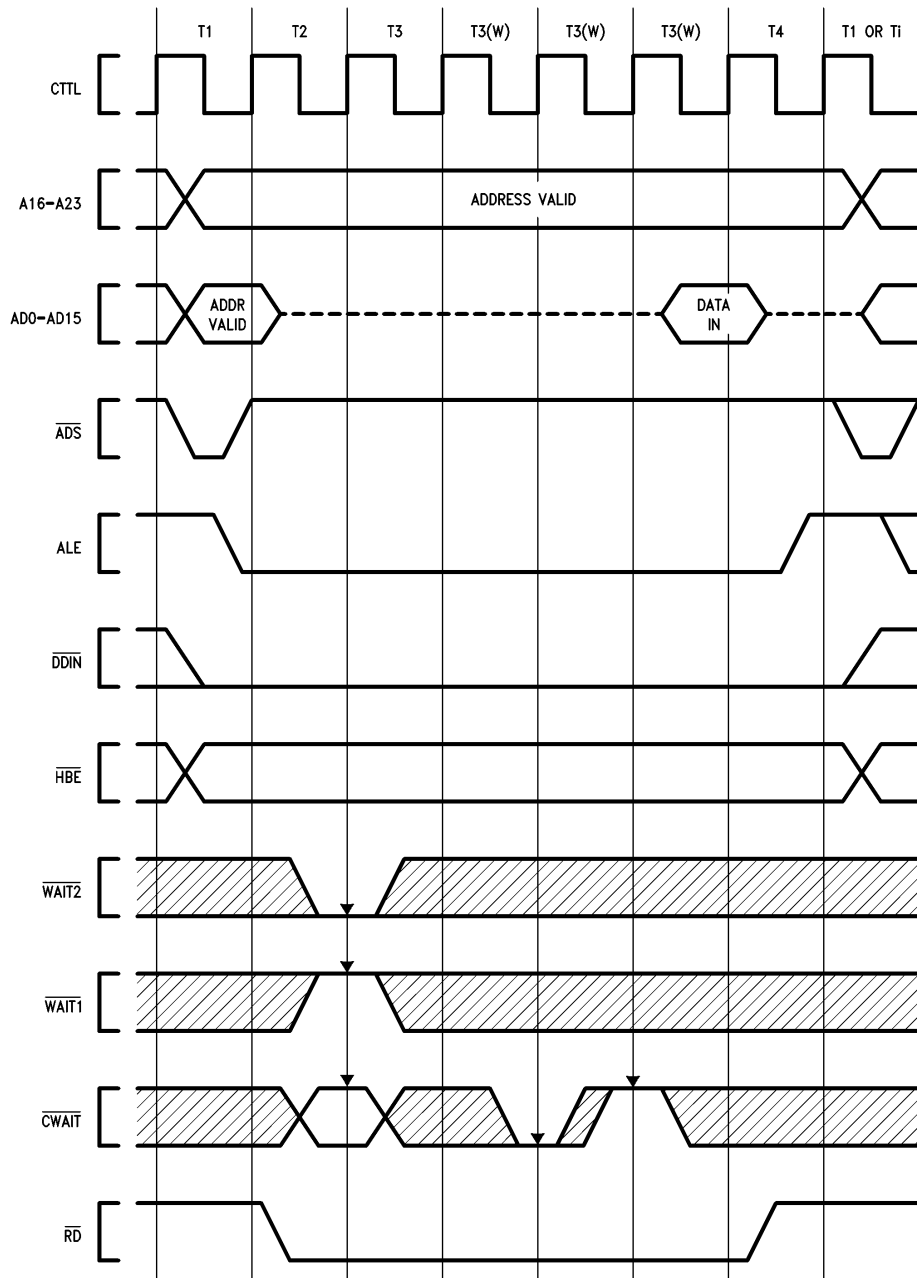 T1 T2 T3 T3(W) T3(W) T3(W) T4 T1 OR Ti
CTTL
A16-A23 ADDRESS VALID
AD0-AD15
ADDR
VALID
DATA
IN
ADS
ALE
DDIN
HBE
WAIT2
WAIT1
CWAIT
RD